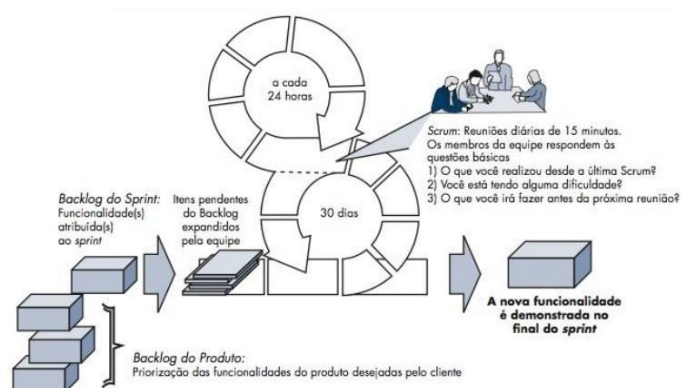 a cada
24 horas
Scrum: Reuniões diárias de 15 minutos.
Os membros da equipe respondem às
questões básicas
1) O que você realizou desde a última Scrum?
2) Você está tendo alguma dificuldade?
3) O que você irá fazer antes da próxima reunião?
Backlog do Sprint:
Funcionalidade(s)
atribuída(s)
ao sprint
Itens pendentes
do Backlog
expandidos
pela equipe
30 dias
A nova funcionalidade
é demonstrada no
final do sprint
Backlog do Produto:
Priorização das funcionalidades do produto desejadas pelo cliente